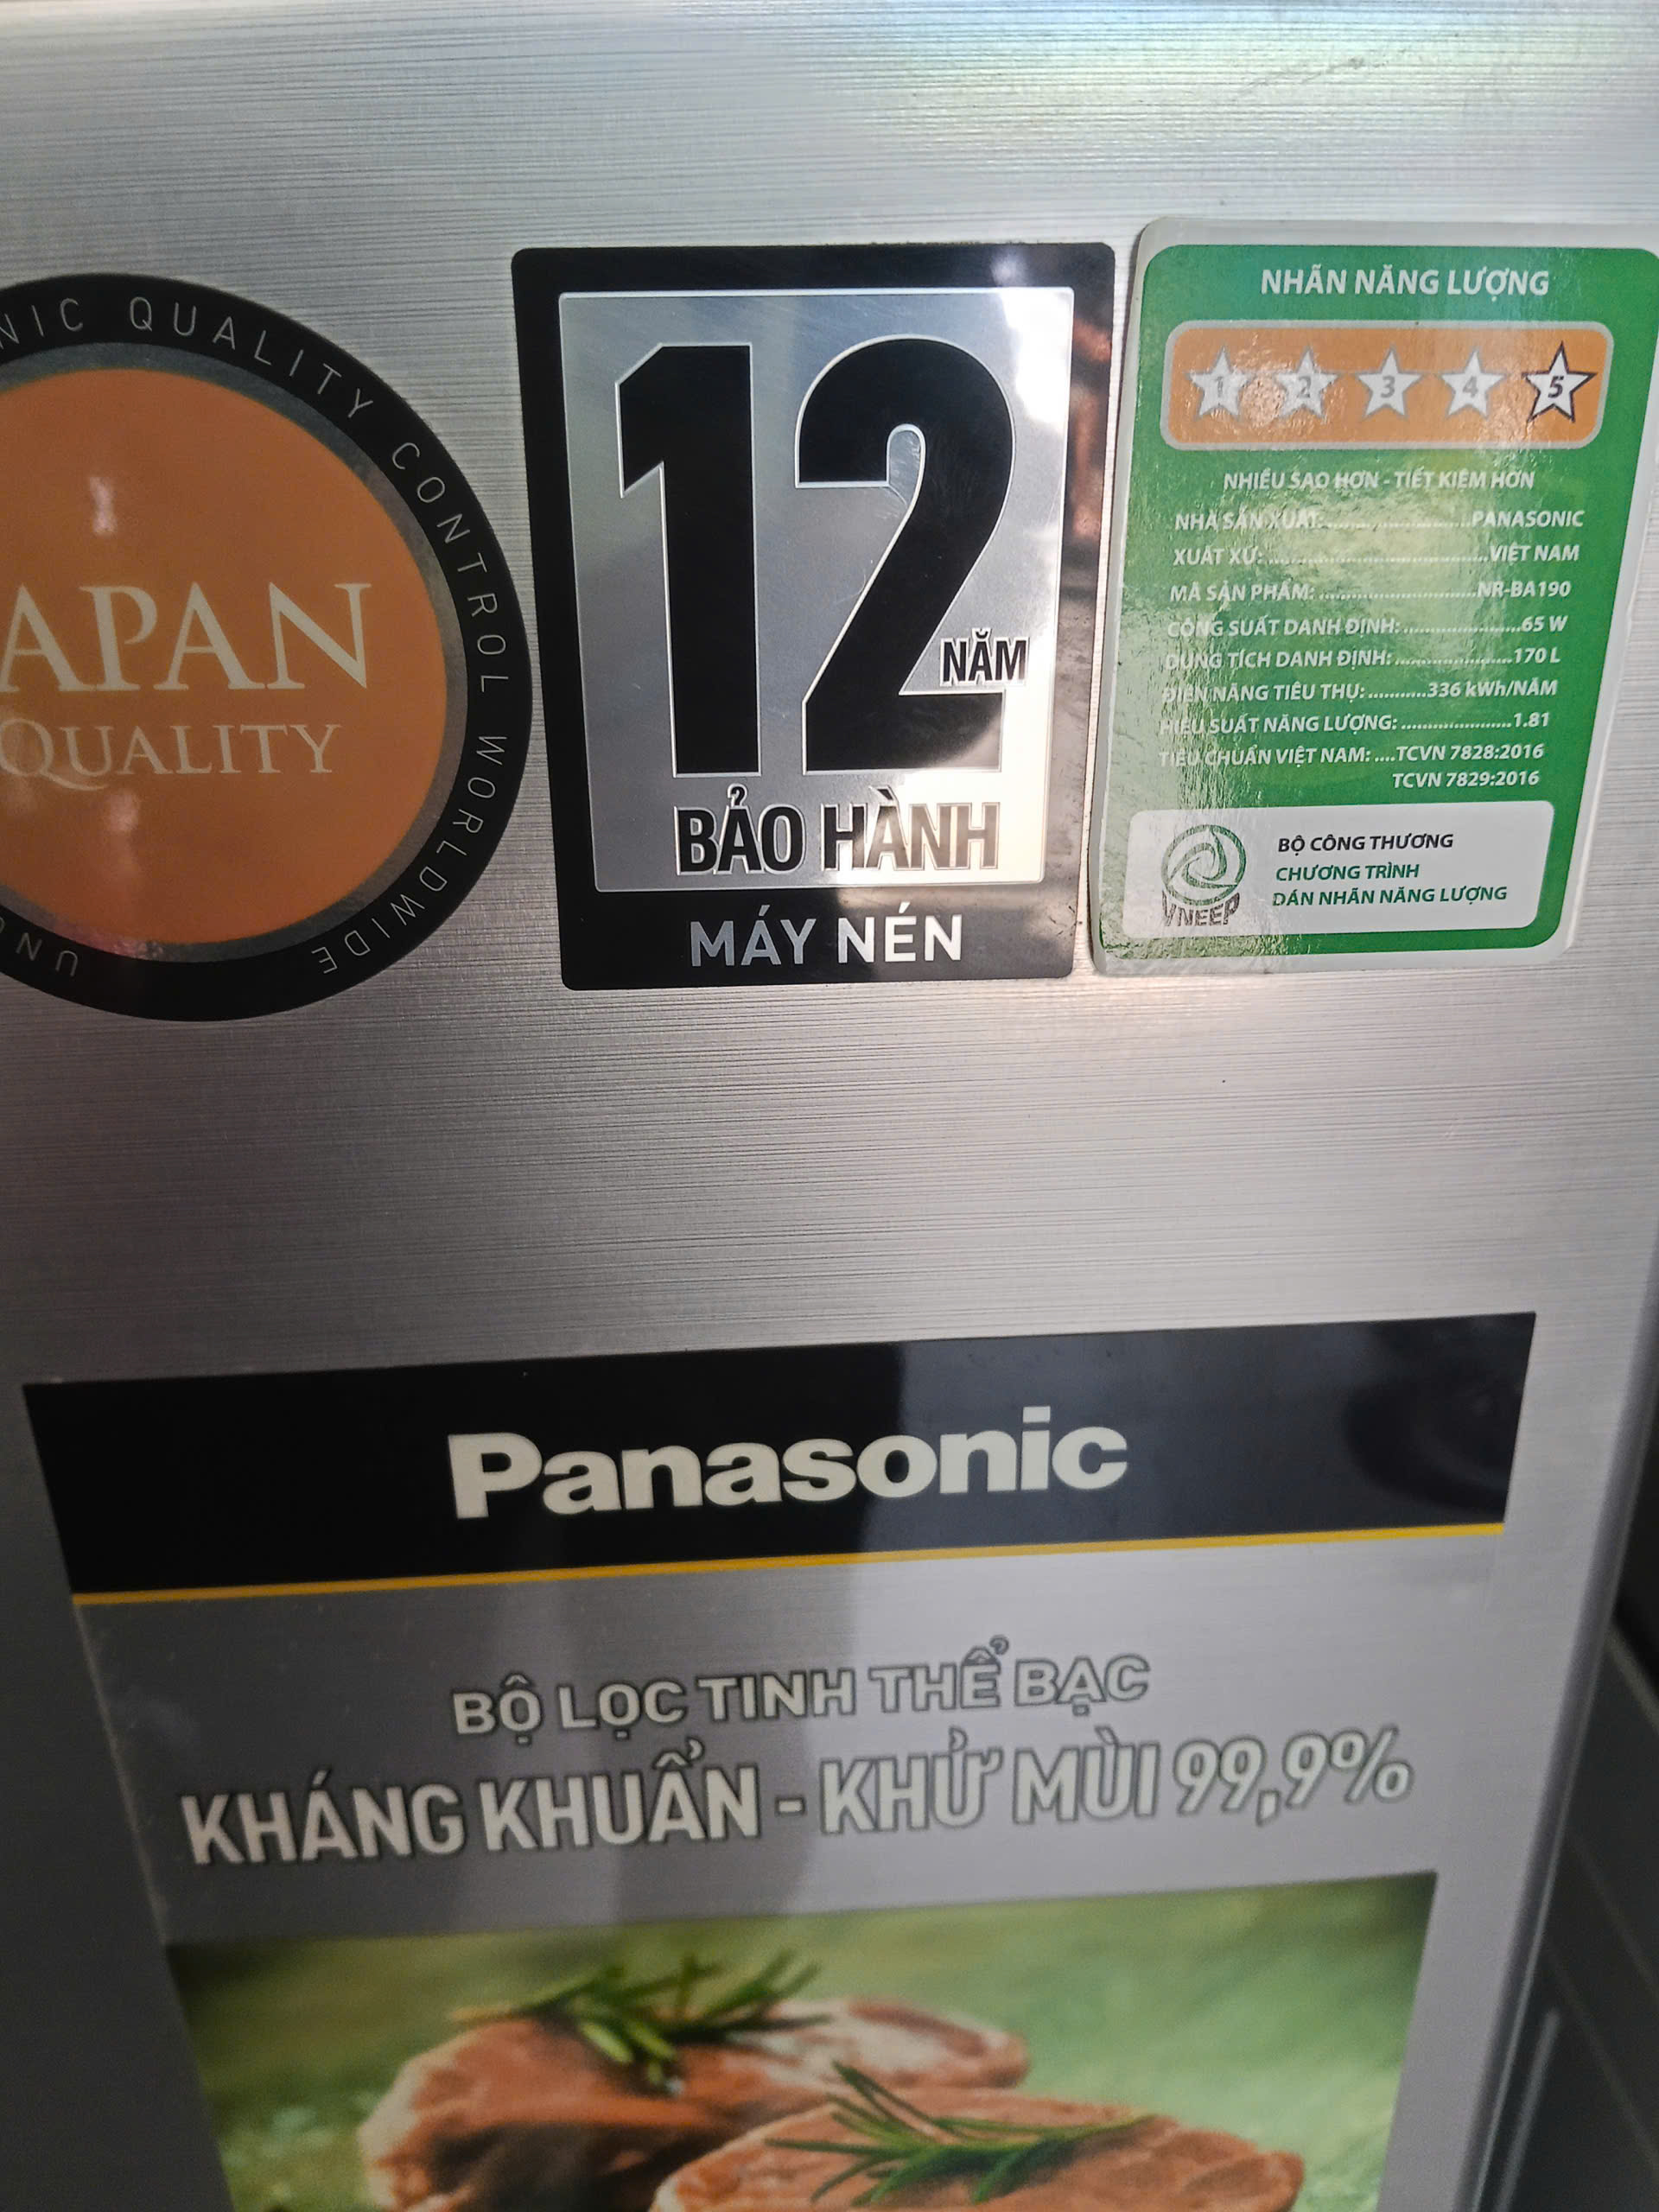 NIC QUALITY CONTROL WORLDWIDE
APAN
QUALITY
12
NĂM
BẢO HÀNH
MÁY NÉN
NHÃN NĂNG LƯỢNG
1 2 3 4 5
NHIỀU SAO HƠN - TIẾT KIỆM HƠN
NHÀ SẢN XUẤT:........................PANASONIC
XUẤT XỨ:.....................................VIỆT NAM
MÃ SẢN PHẨM:..........................NR-BA190
CÔNG SUẤT DANH ĐỊNH:....................65 W
DUNG TÍCH DANH ĐỊNH:....................170 L
ĐIỆN NĂNG TIÊU THỤ:...........336 kWh/NĂM
HIỆU SUẤT NĂNG LƯỢNG:......................1.81
TIÊU CHUẨN VIỆT NAM:....TCVN 7828:2016
TCVN 7829:2016
VNEEP
BỘ CÔNG THƯƠNG
CHƯƠNG TRÌNH
DÁN NHÃN NĂNG LƯỢNG
Panasonic
BỘ LỌC TINH THỂ BẠC
KHÁNG KHUẨN - KHỬ MÙI 99,9%